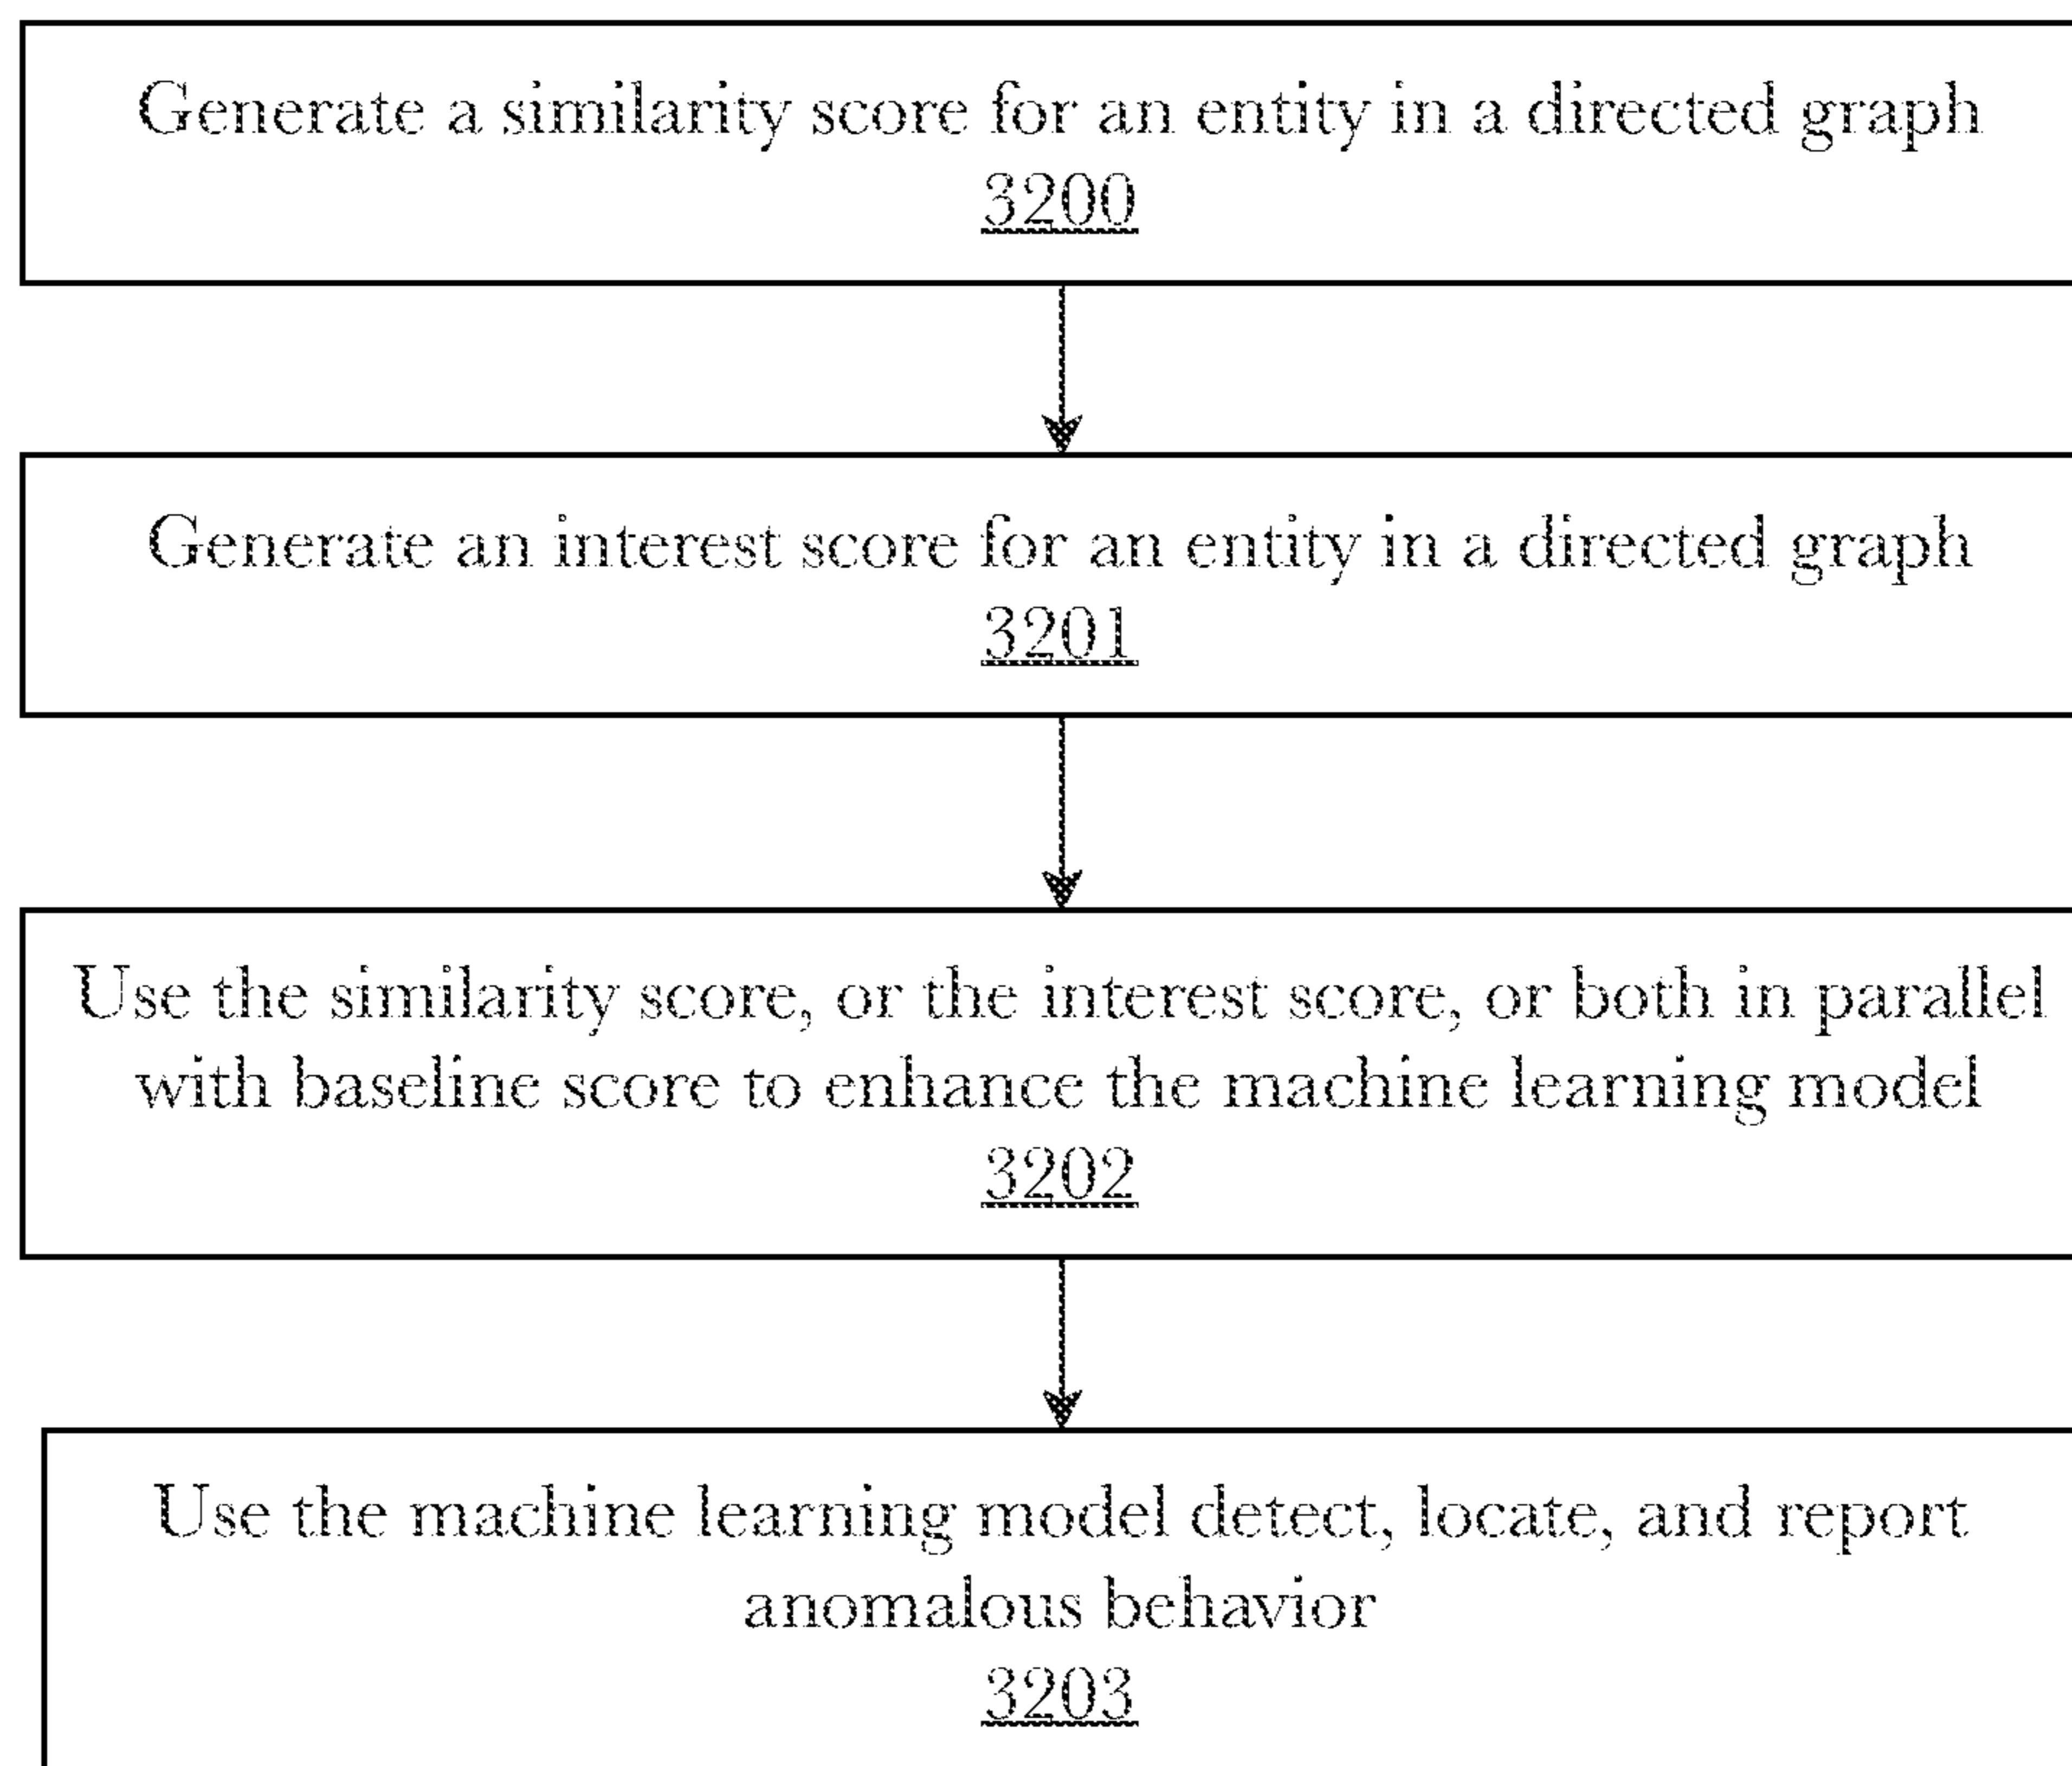 Generate a similarity score for an entity in a directed graph
3200
Generate an interest score for an entity in a directed graph
3201
Use the similarity score, or the interest score, or both in parallel
with baseline score to enhance the machine learning model
3202
Use the machine learning model detect, locate, and report
anomalous behavior
3203